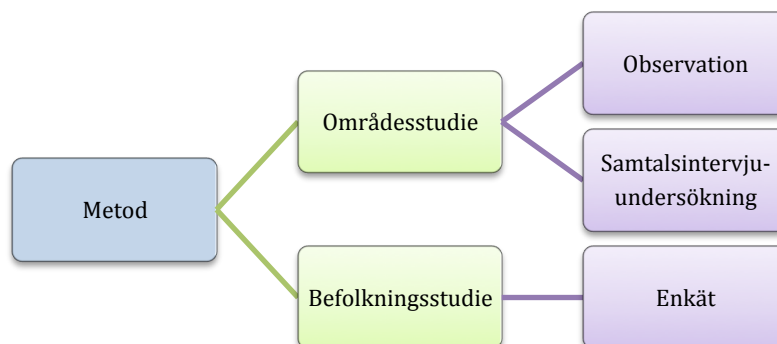 Metod
Områdesstudie
Observation
Samtalsintervju-
undersökning
Befolkningsstudie
Enkät